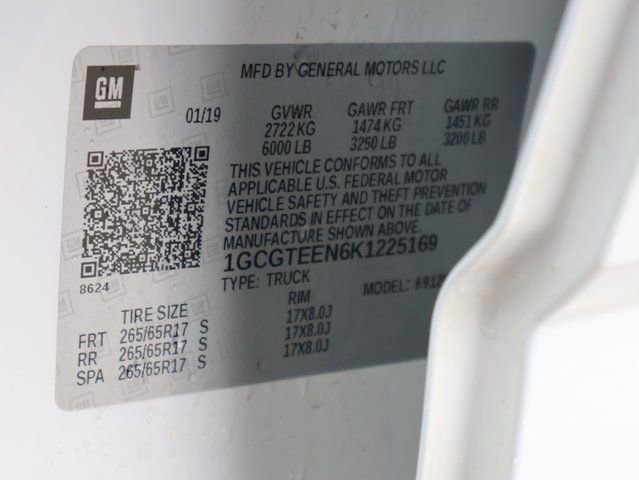 GM
MFD BY GENERAL MOTORS LLC
01/19 GVWR GAWR FRT GAWR RR
2722 KG 1474 KG 1451 KG
6000 LB 3250 LB 3200 LB
THIS VEHICLE CONFORMS TO ALL
APPLICABLE U.S. FEDERAL MOTOR
VEHICLE SAFETY AND THEFT PREVENTION
STANDARDS IN EFFECT ON THE DATE OF
MANUFACTURE SHOWN ABOVE.
1GCGTEEN6K1225169
8624
TYPE: TRUCK MODEL:
TIRE SIZE RIM
FRT 265/65R17 S 17X8.0J
RR 265/65R17 S 17X8.0J
SPA 265/65R17 S 17X8.0J